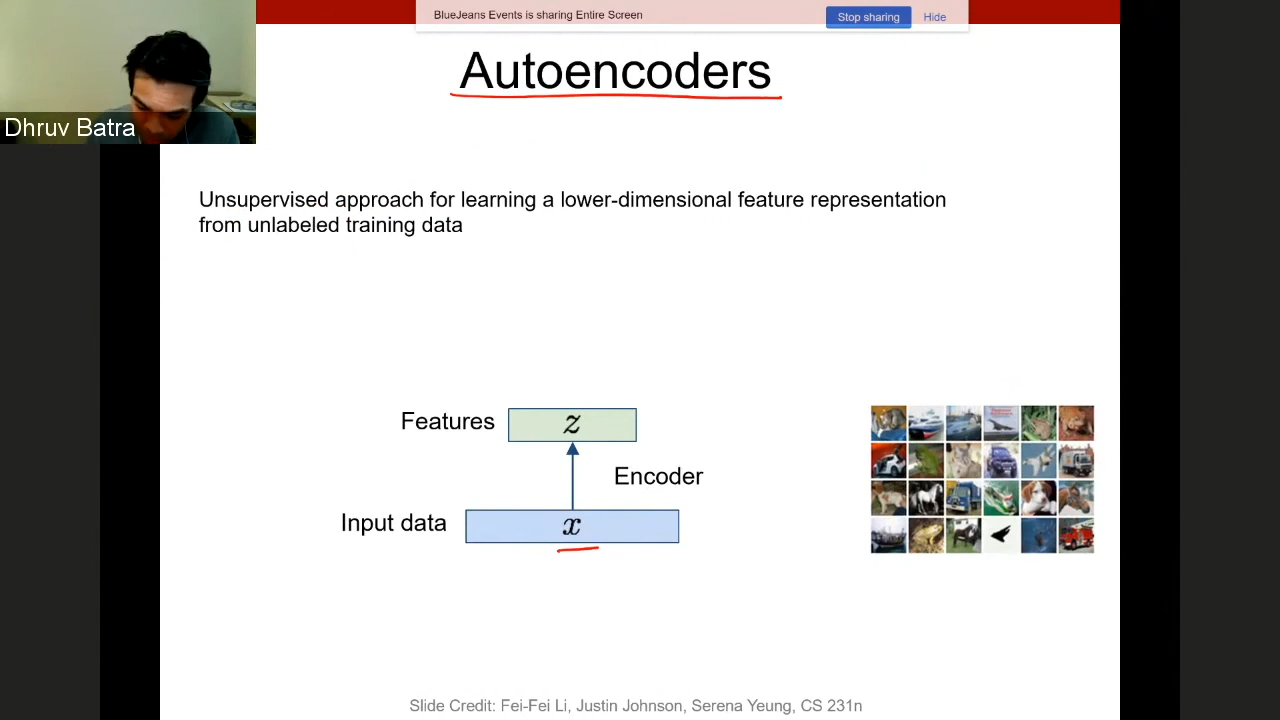 BlueJeans Events is sharing Entire Screen
Stop sharing
Hide
Autoencoders
Dhruv Batra
Unsupervised approach for learning a lower-dimensional feature representation
from unlabeled training data
Features
z
Encoder
Input data
x
Slide Credit: Fei-Fei Li, Justin Johnson, Serena Yeung, CS 231n